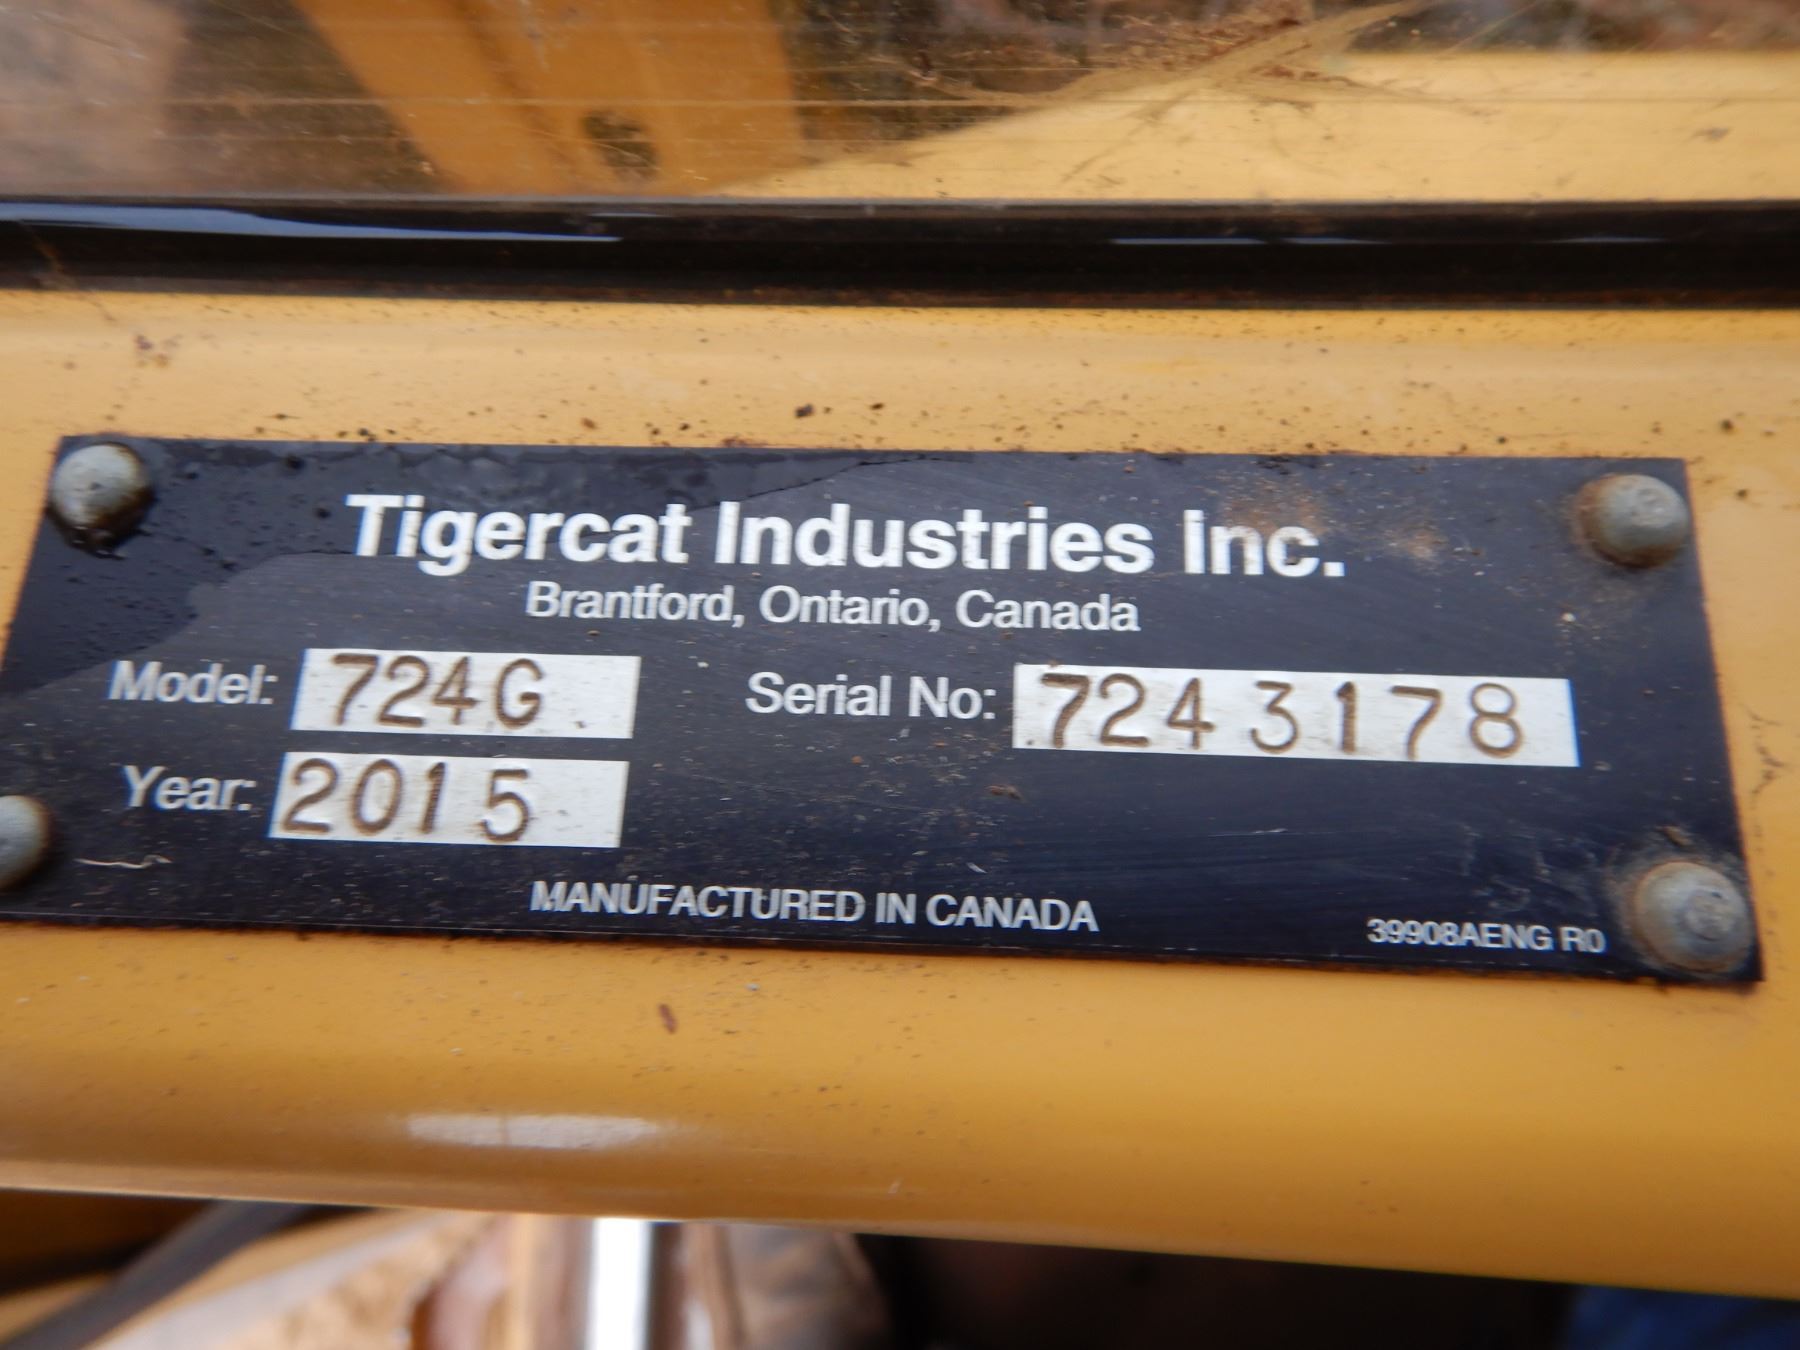 Tigercat Industries Inc.
Brantford, Ontario, Canada
Model: 724G Serial No: 7243178
Year: 2015
MANUFACTURED IN CANADA
39908AENG R0